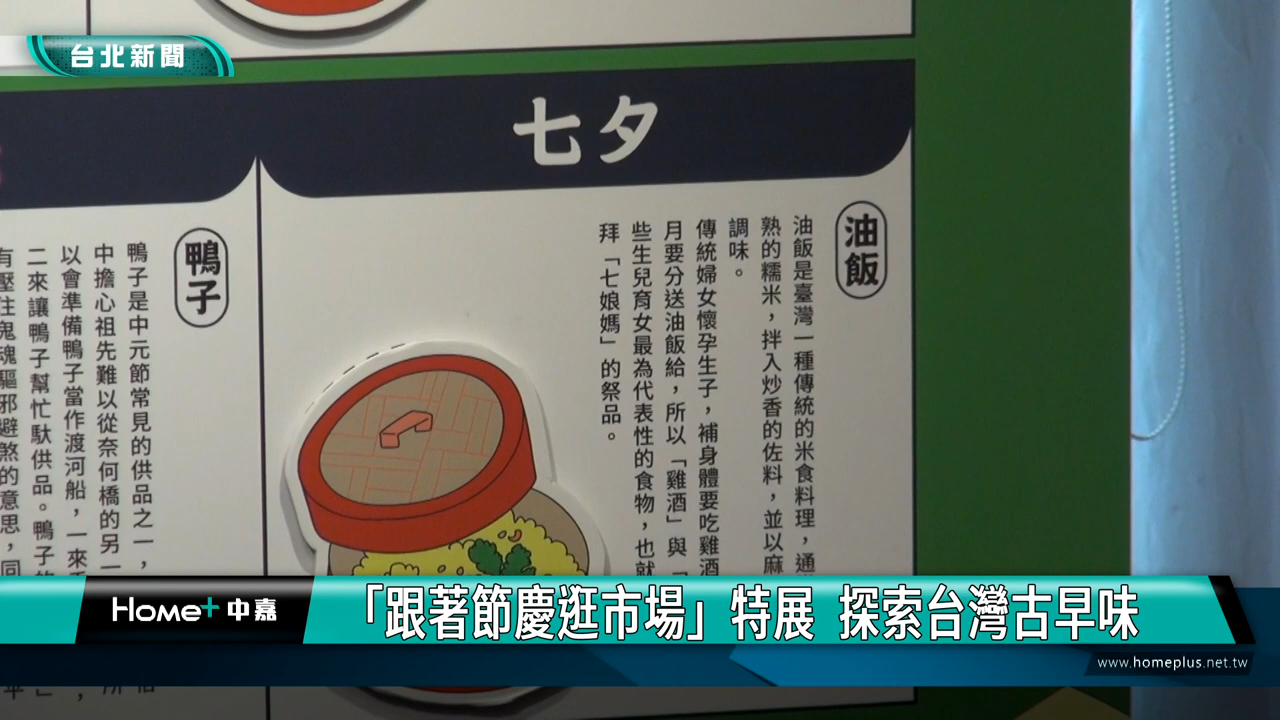 台北新聞
七夕
油飯
油飯是臺灣一種傳統的米食料理，通
熟的糯米，拌入炒香的佐料，並以麻
調味。
傳統婦女懷孕生子，補身體要吃雞酒
月要分送油飯給，所以「雞酒」與「
些生兒育女最為代表性的食物，也就
拜「七娘媽」的祭品。
鴨子
鴨子是中元節常見的供品之一，
中擔心祖先難以從奈何橋的另一
以會準備鴨子當作渡河船，一來
二來讓鴨子幫忙馱供品。鴨子的
有壓住鬼魂驅邪避煞的意思，同
Home+ 中嘉
「跟著節慶逛市場」特展 探索台灣古早味
www.homeplus.net.tw